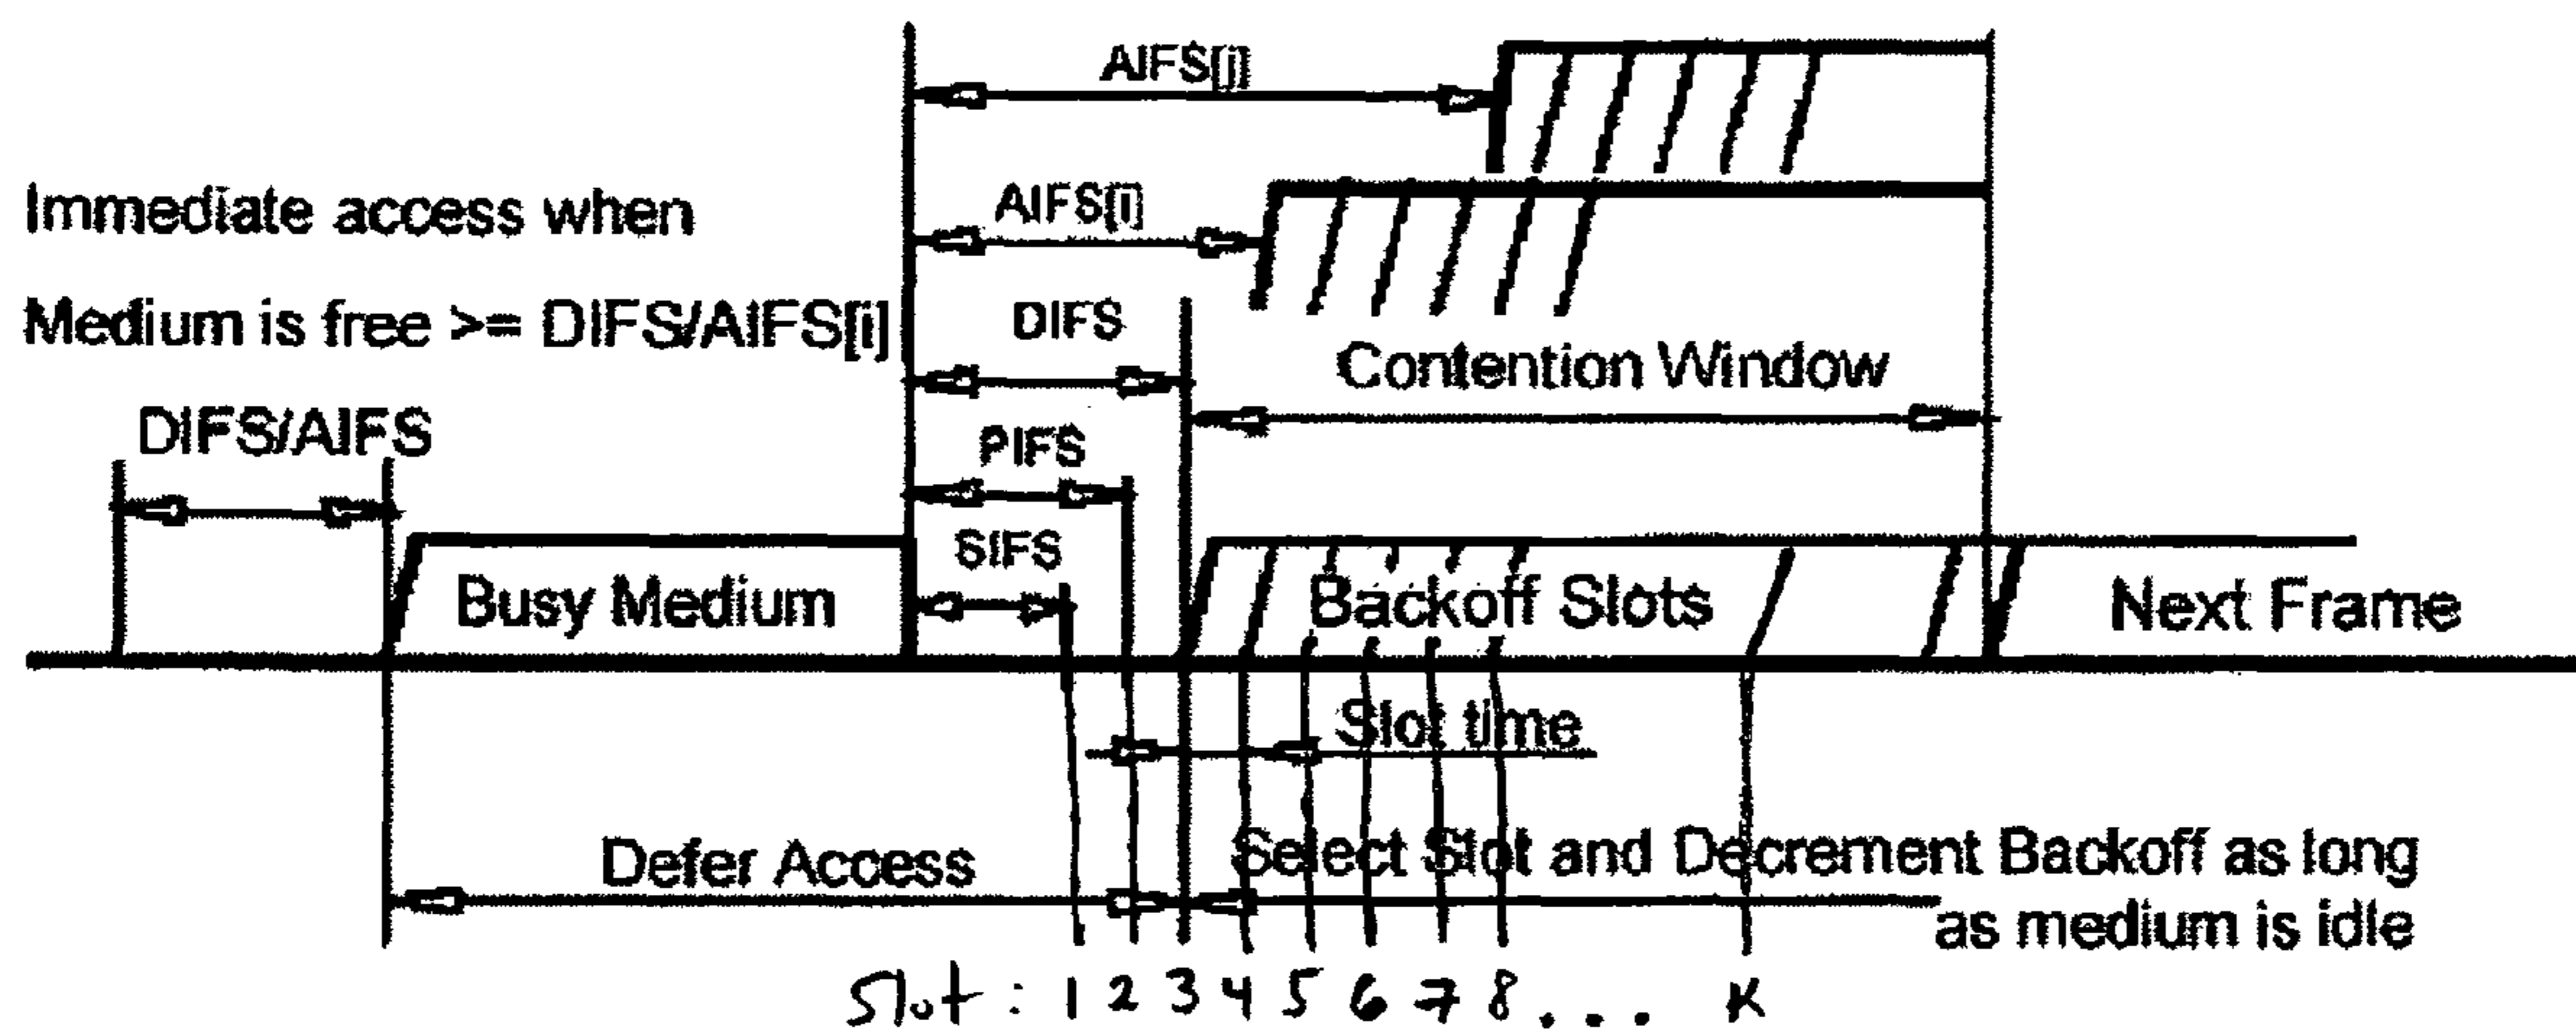 AIFS[j]
AIFS[i]
Immediate access when
Medium is free >= DIFS/AIFS[i]
DIFS
Contention Window
DIFS/AIFS
PIFS
SIFS
Busy Medium
Backoff Slots
Next Frame
Slot time
Defer Access
Select Slot and Decrement Backoff as long
as medium is idle
Slot : 1 2 3 4 5 6 7 8 . . . K